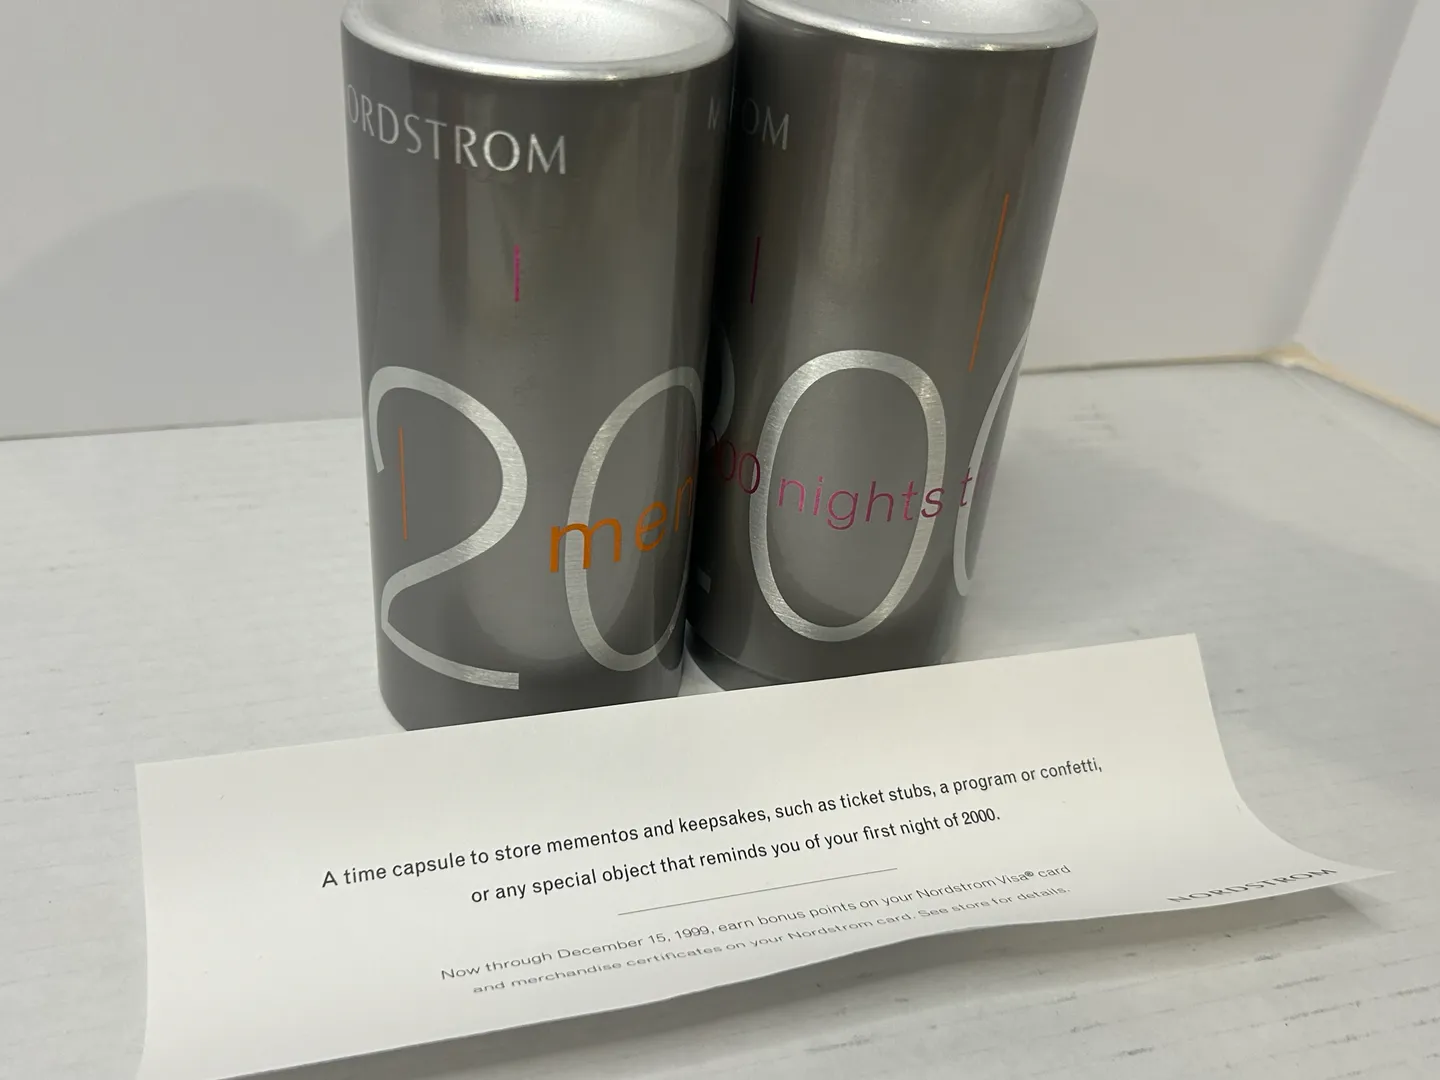 NORDSTROM
OM
200
men
00 nights t
A time capsule to store mementos and keepsakes, such as ticket stubs, a program or confetti,
or any special object that reminds you of your first night of 2000.
Now through December 15, 1999, earn bonus points on your Nordstrom Visa® card
and merchandise certificates on your Nordstrom card. See store for details.
NORDSTROM